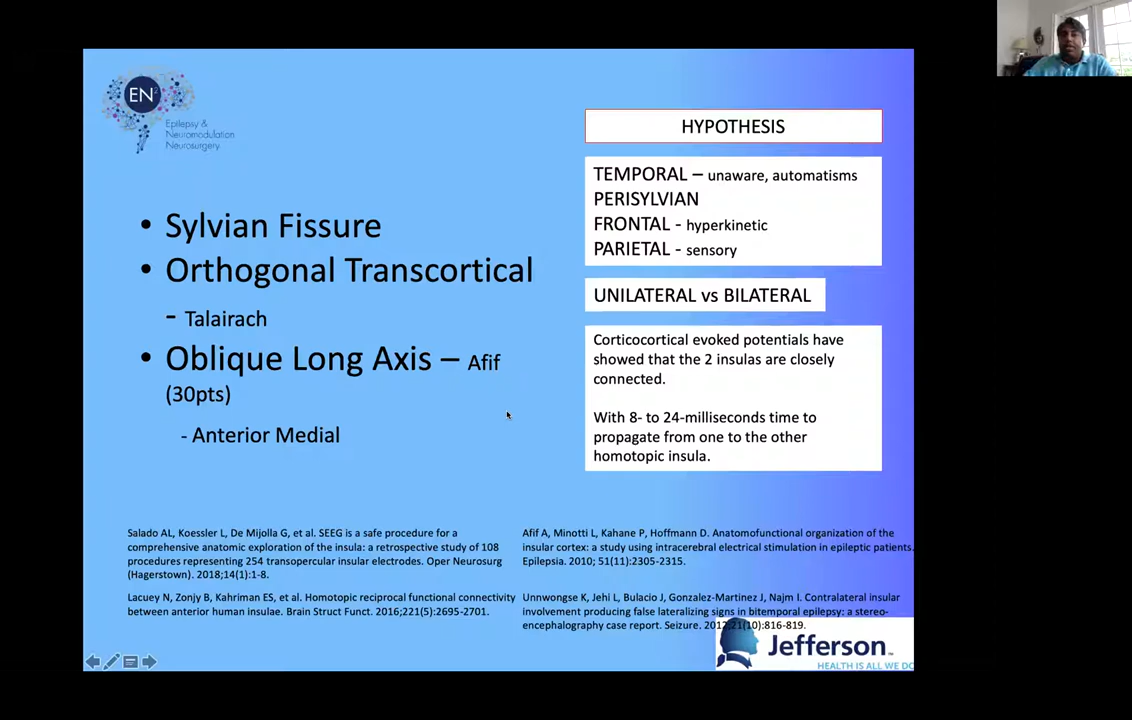 EN2
Epilepsy &
Neuromodulation
Neurosurgery
• Sylvian Fissure
• Orthogonal Transcortical
- Talairach
• Oblique Long Axis – Afif
(30pts)
- Anterior Medial
HYPOTHESIS
TEMPORAL – unaware, automatisms
PERISYLVIAN
FRONTAL - hyperkinetic
PARIETAL - sensory
UNILATERAL vs BILATERAL
Corticocortical evoked potentials have
showed that the 2 insulas are closely
connected.
With 8- to 24-milliseconds time to
propagate from one to the other
homotopic insula.
Salado AL, Koessler L, De Mijolla G, et al. SEEG is a safe procedure for a
comprehensive anatomic exploration of the insula: a retrospective study of 108
procedures representing 254 transopercular insular electrodes. Oper Neurosurg
(Hagerstown). 2018;14(1):1-8.
Lacuey N, Zonjy B, Kahriman ES, et al. Homotopic reciprocal functional connectivity
between anterior human insulae. Brain Struct Funct. 2016;221(5):2695-2701.
Afif A, Minotti L, Kahane P, Hoffmann D. Anatomofunctional organization of the
insular cortex: a study using intracerebral electrical stimulation in epileptic patients.
Epilepsia. 2010; 51(11):2305-2315.
Unnwongse K, Jehi L, Bulacio J, Gonzalez-Martinez J, Najm I. Contralateral insular
involvement producing false lateralizing signs in bitemporal epilepsy: a stereo-
encephalography case report. Seizure. 2012;21(10):816-819.
Jefferson
HEALTH IS ALL WE DO